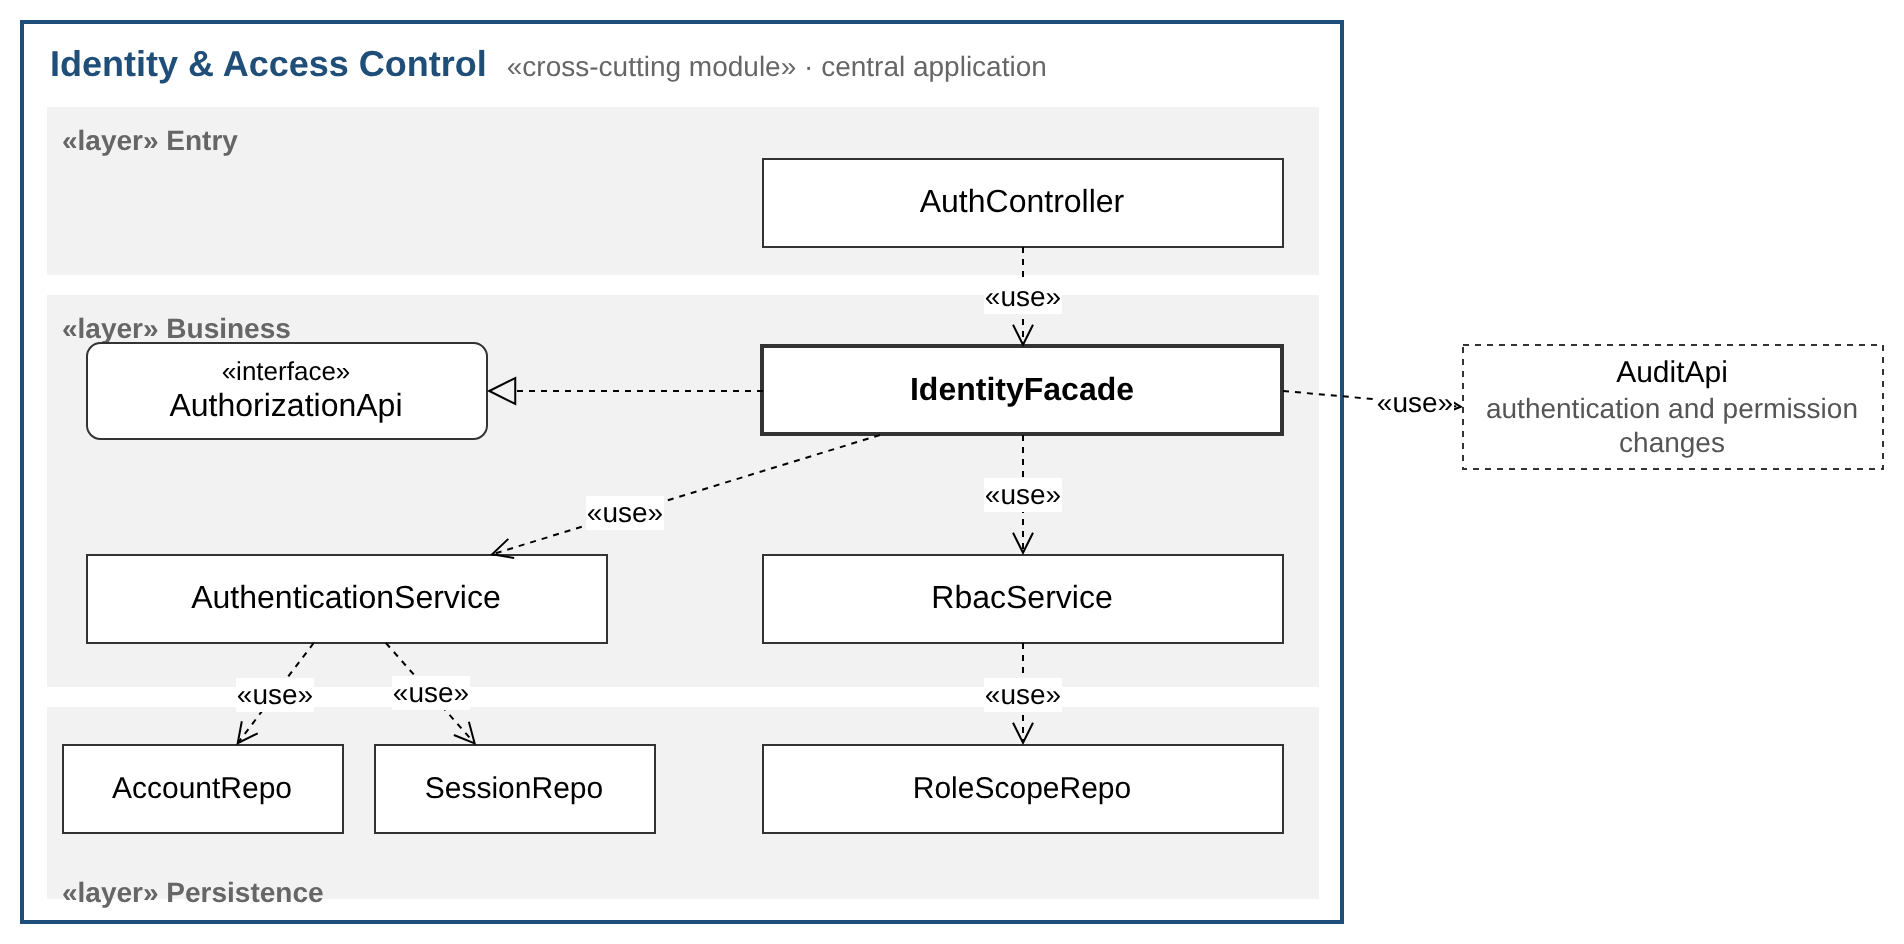 Identity & Access Control «cross-cutting module» · central application
«layer» Entry
AuthController
«use»
«layer» Business
«interface»
AuthorizationApi
IdentityFacade
«use»
AuditApi
authentication and permission
changes
«use»
«use»
AuthenticationService
RbacService
«use»
«use»
«use»
AccountRepo
SessionRepo
RoleScopeRepo
«layer» Persistence